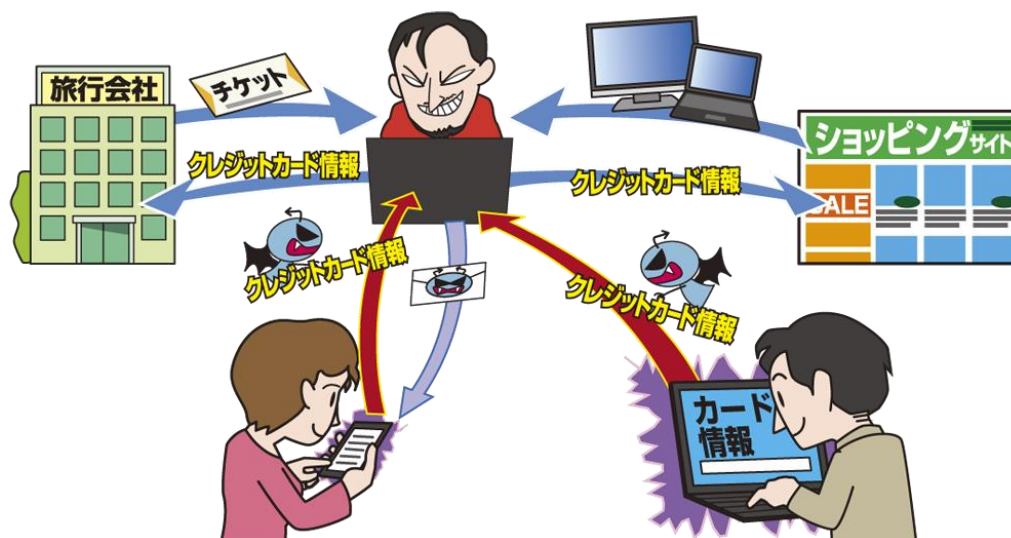 旅行会社
チケット
ショッピングサイト
クレジットカード情報
クレジットカード情報
SALE
クレジットカード情報
クレジットカード情報
カード
情報